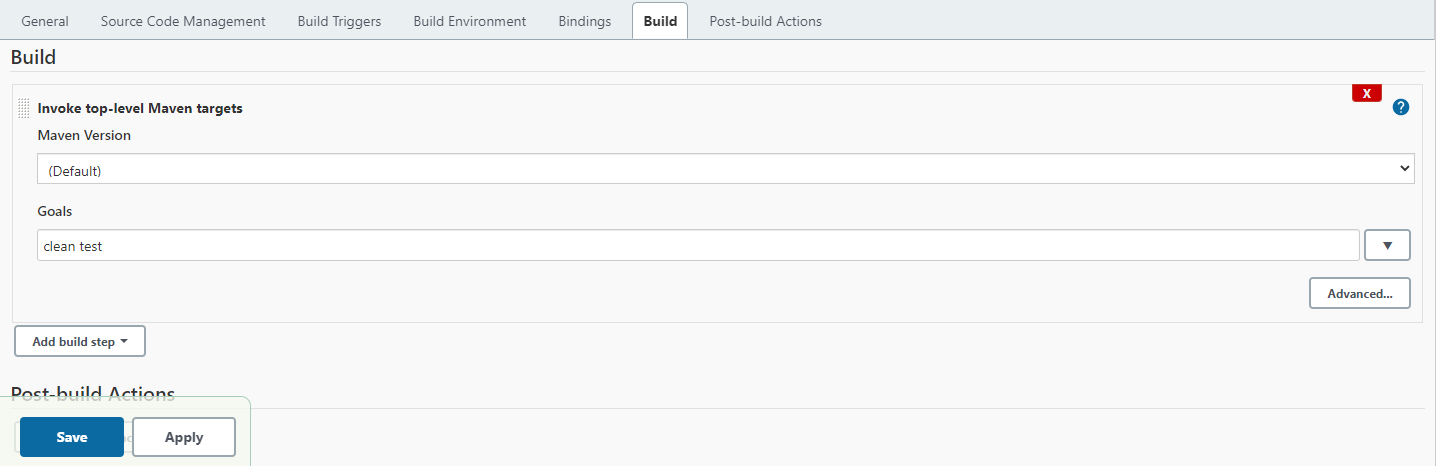 General Source Code Management Build Triggers Build Environment Bindings Build Post-build Actions
Build
X
Invoke top-level Maven targets ?
Maven Version
(Default)
Goals
clean test
▼
Advanced...
Add build step
Post-build Actions
Save Apply